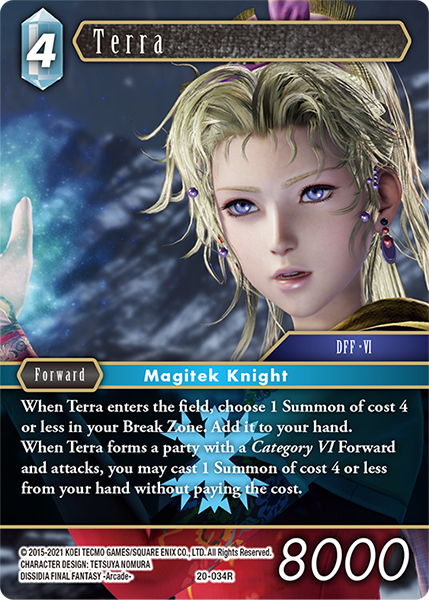 4
Terra
DFF · VI
Forward
Magitek Knight
When Terra enters the field, choose 1 Summon of cost 4
or less in your Break Zone. Add it to your hand.
When Terra forms a party with a Category VI Forward
and attacks, you may cast 1 Summon of cost 4 or less
from your hand without paying the cost.
© 2015-2021 KOEI TECMO GAMES/SQUARE ENIX CO., LTD. All Rights Reserved.
CHARACTER DESIGN: TETSUYA NOMURA
DISSIDIA FINAL FANTASY -Arcade-
20-034R
8000